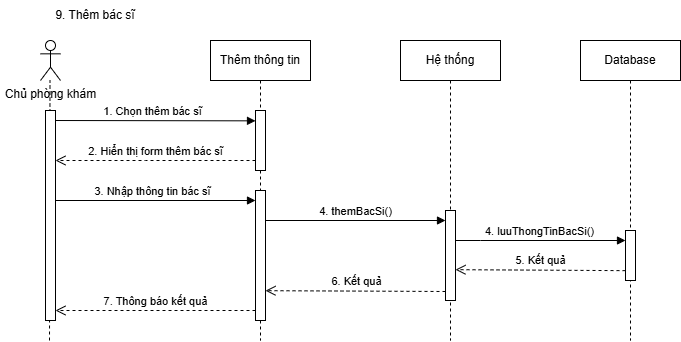 9. Thêm bác sĩ
Thêm thông tin
Hệ thống
Database
Chủ phòng khám
1. Chọn thêm bác sĩ
2. Hiển thị form thêm bác sĩ
3. Nhập thông tin bác sĩ
4. themBacSi()
4. luuThongTinBacSi()
5. Kết quả
6. Kết quả
7. Thông báo kết quả